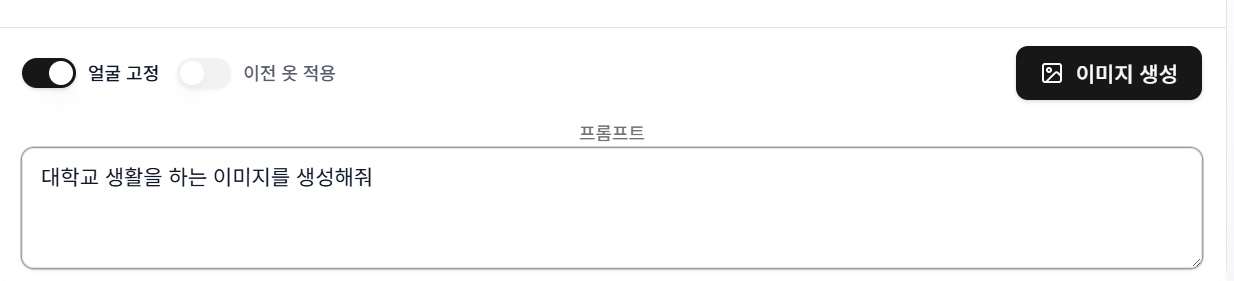 얼굴 고정 이전 옷 적용 이미지 생성
프롬프트
대학교 생활을 하는 이미지를 생성해줘